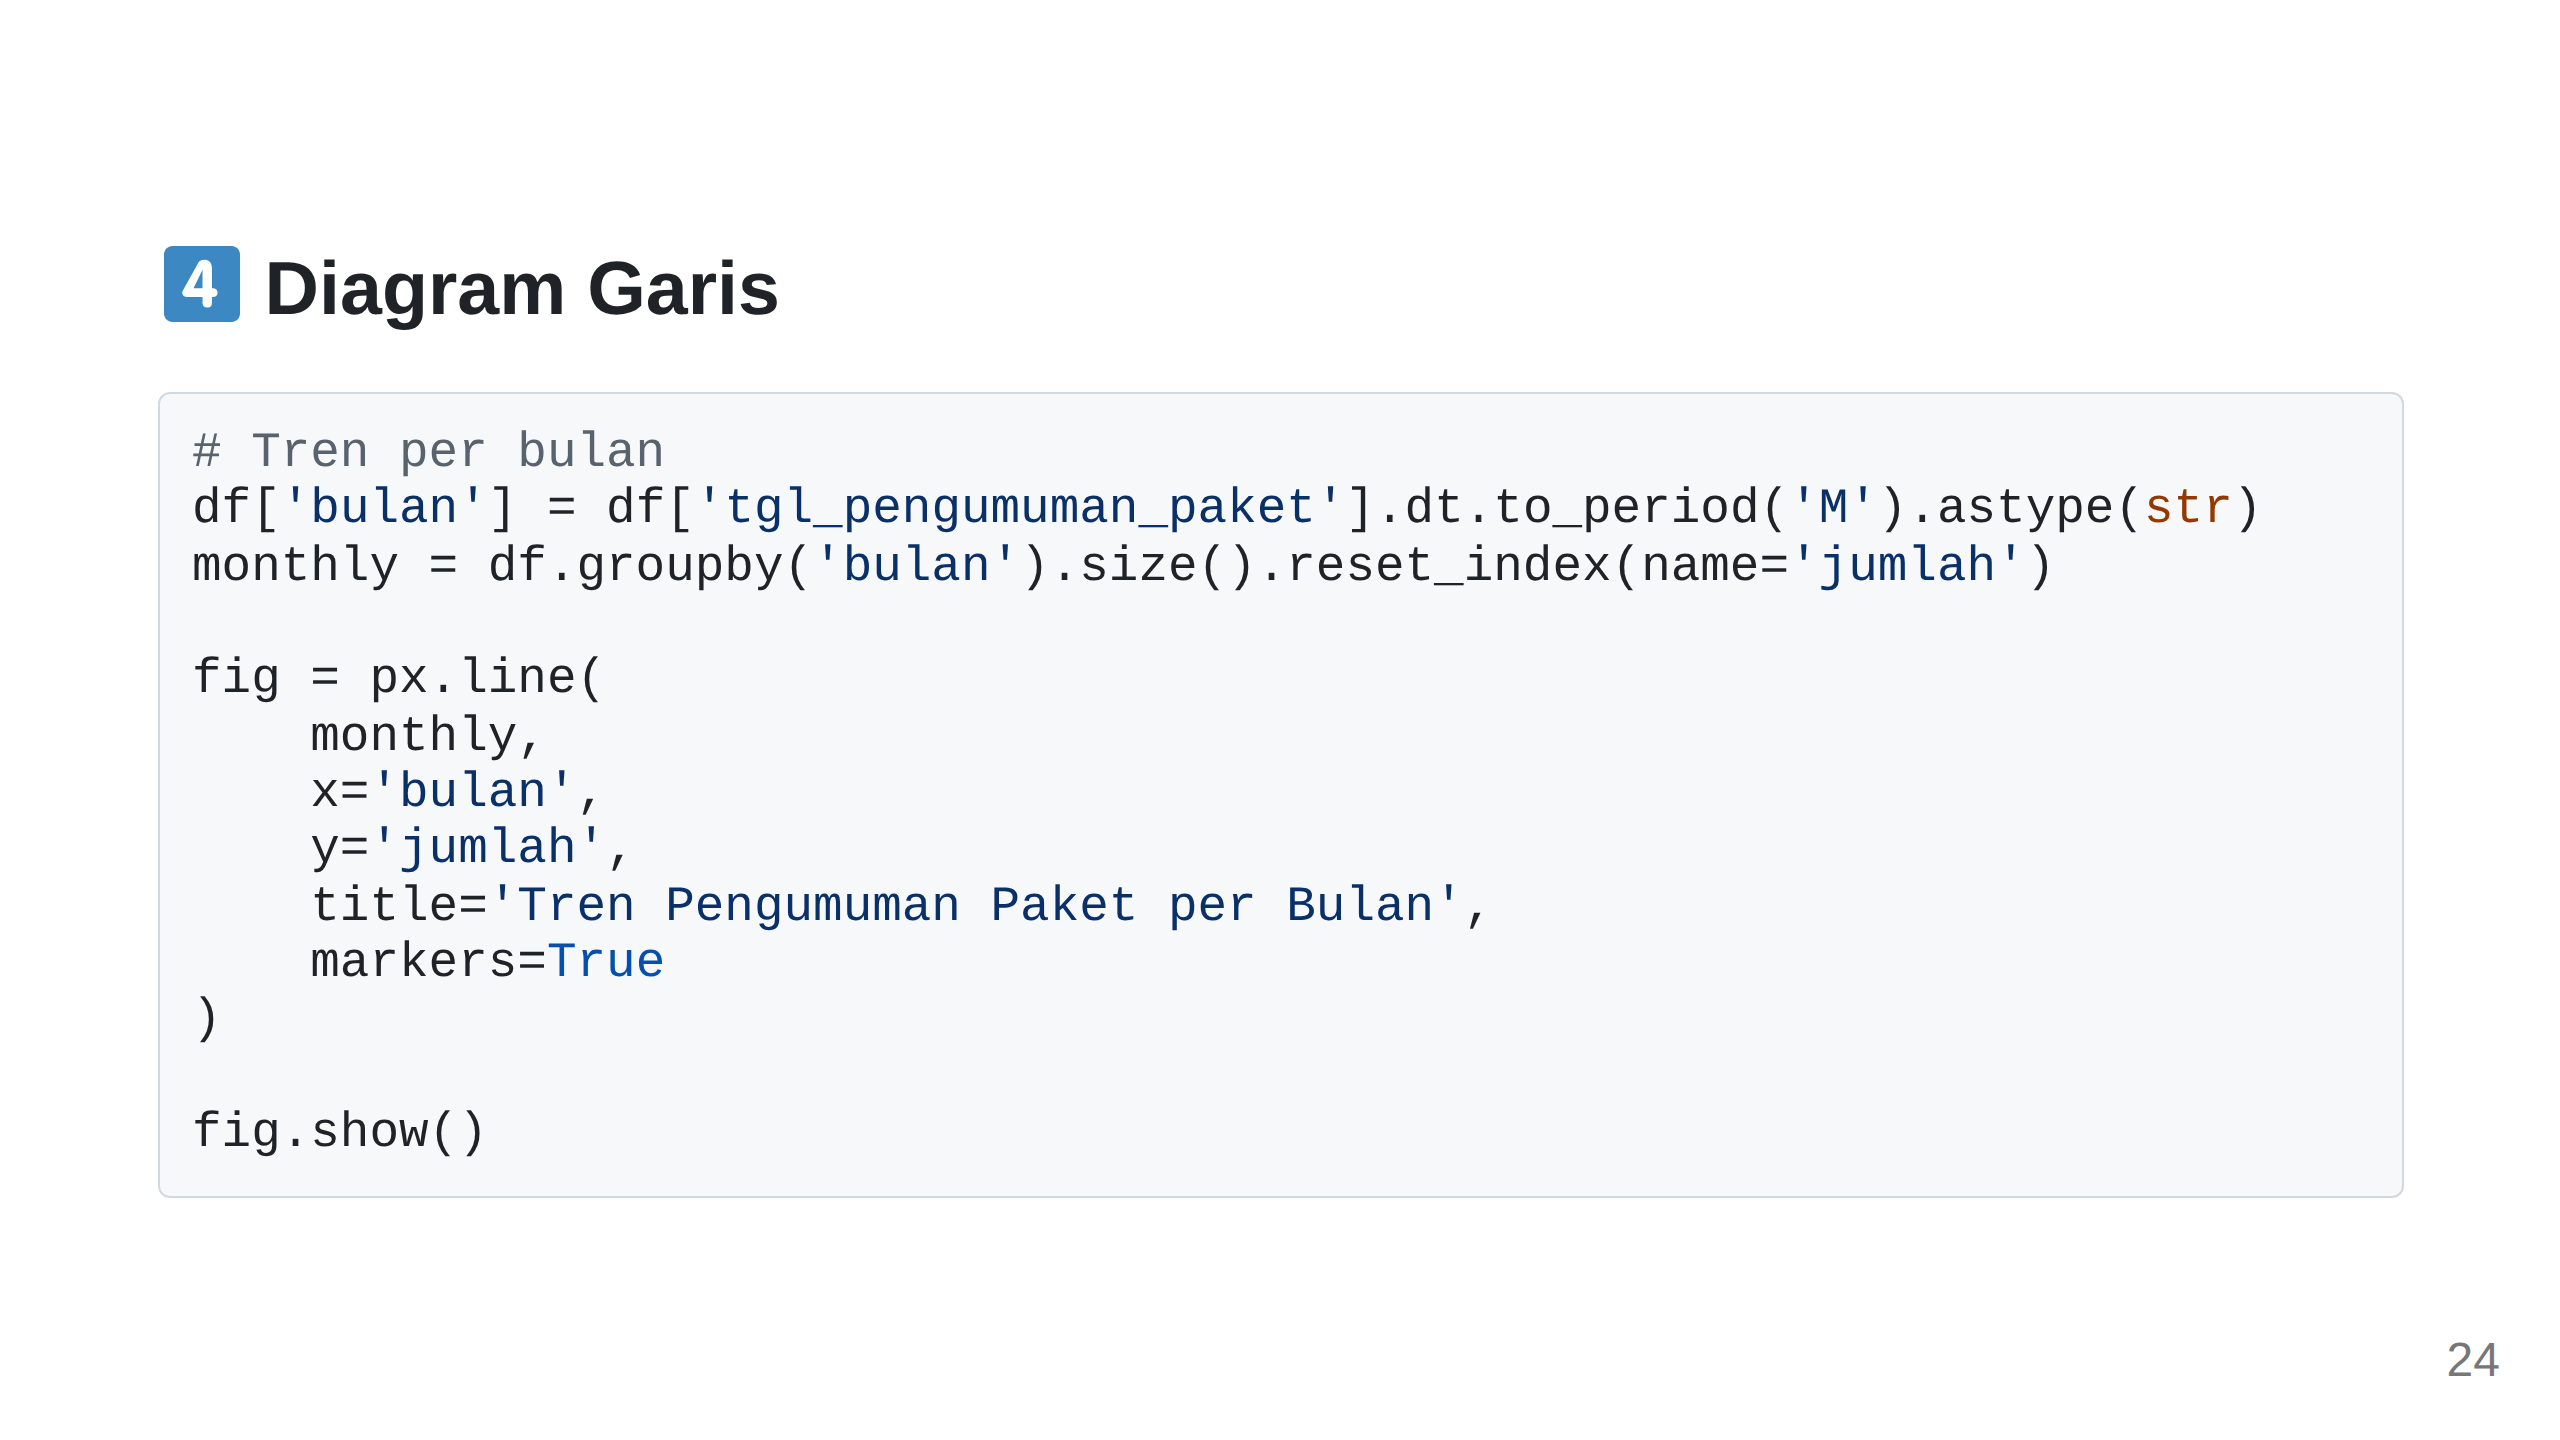 4 Diagram Garis
# Tren per bulan
df['bulan'] = df['tgl_pengumuman_paket'].dt.to_period('M').astype(str)
monthly = df.groupby('bulan').size().reset_index(name='jumlah')
fig = px.line(
    monthly,
    x='bulan',
    y='jumlah',
    title='Tren Pengumuman Paket per Bulan',
    markers=True
)
fig.show()
24